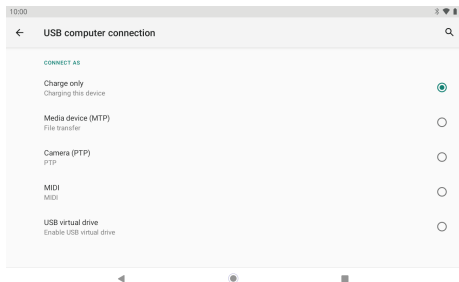 10:00
USB computer connection
CONNECT AS
Charge only
Charging this device
Media device (MTP)
File transfer
Camera (PTP)
PTP
MIDI
MIDI
USB virtual drive
Enable USB virtual drive